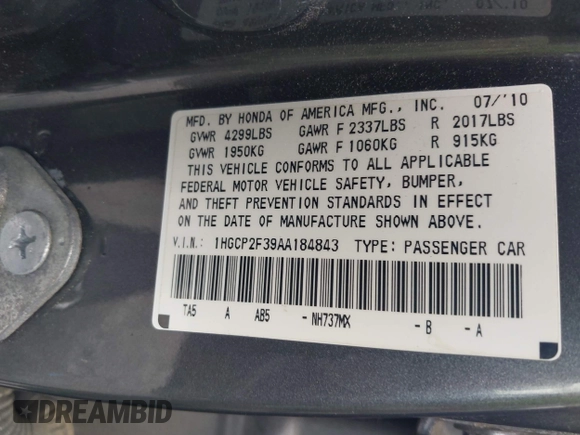 MFD. BY HONDA OF AMERICA MFG., INC. 07/'10
GVWR 4299LBS GAWR F 2337LBS R 2017LBS
GVWR 1950KG GAWR F 1060KG R 915KG
THIS VEHICLE CONFORMS TO ALL APPLICABLE
FEDERAL MOTOR VEHICLE SAFETY, BUMPER,
AND THEFT PREVENTION STANDARDS IN EFFECT
ON THE DATE OF MANUFACTURE SHOWN ABOVE.
V.I.N.: 1HGCP2F39AA184843 TYPE: PASSENGER CAR
TA5 A AB5 -NH737MX -B -A
DREAMBID